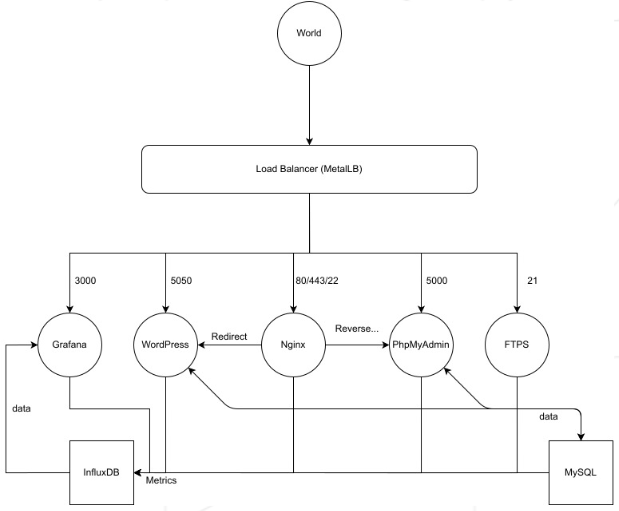 World
Load Balancer (MetalLB)
3000
5050
80/443/22
5000
21
Grafana
WordPress
Redirect
Nginx
Reverse...
PhpMyAdmin
FTPS
data
data
InfluxDB
Metrics
MySQL